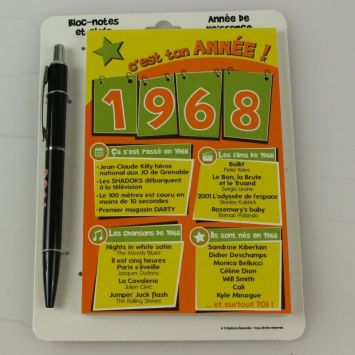 Bloc-notes
et stylo
Année de
naissance
c'est ton ANNÉE !
1968
Ça s'est passé en 1968
- Jean-Claude Killy héros
national aux JO de Grenoble
- Les SHADOKS débarquent
à la télévision
- Le 100 mètres est couru en
moins de 10 secondes
- Premier magasin DARTY
Les films de 1968
Bullit
Peter Yates
Le Bon, la Brute
et le Truand
Sergio Leone
2001 L'odyssée de l'espace
Stanley Kubrick
Rosemary's baby
Roman Polanski
Les chansons de 1968
Nights in white satin
The Moody Blues
Il est cinq heures
Paris s'éveille
Jacques Dutronc
La Cavalerie
Julien Clerc
Jumpin' Jack flash
The Rolling Stones
Ils sont nés en 1968
Sandrine Kiberlain
Didier Deschamps
Monica Bellucci
Céline Dion
Will Smith
Cali
Kylie Minogue
... et surtout TOI !